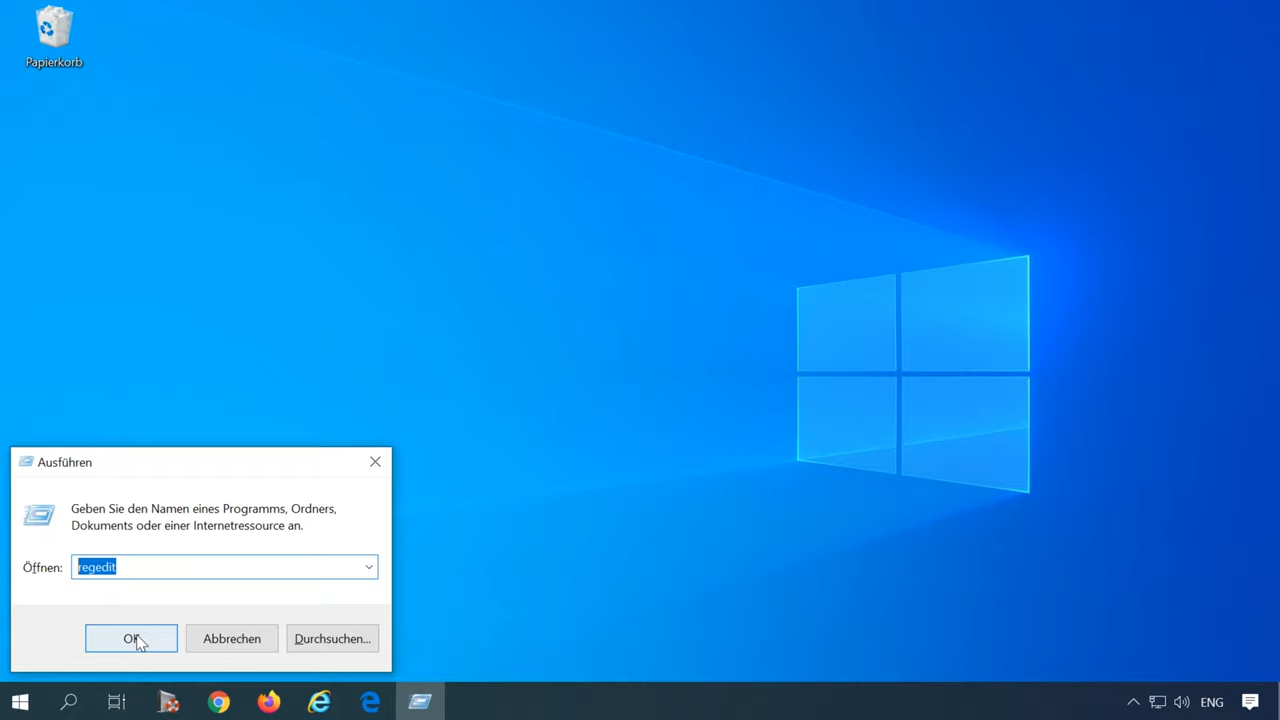 Papierkorb
Ausführen
Geben Sie den Namen eines Programms, Ordners,
Dokuments oder einer Internetressource an.
Öffnen: regedit
OK Abbrechen Durchsuchen...
ENG